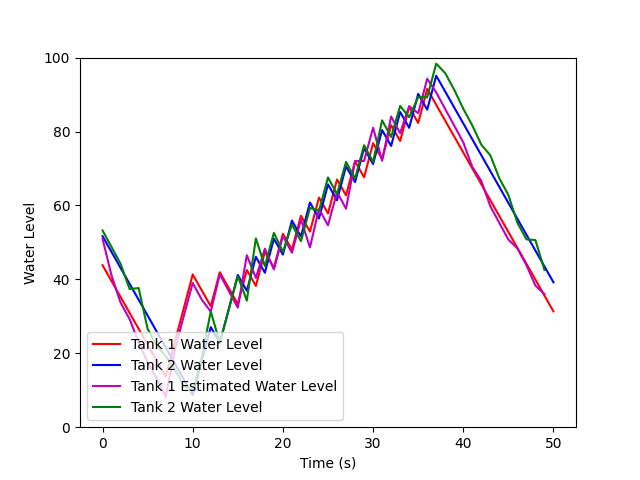 100
80
60
40
20
0
Water Level
Tank 1 Water Level
Tank 2 Water Level
Tank 1 Estimated Water Level
Tank 2 Water Level
0 10 20 30 40 50
Time (s)